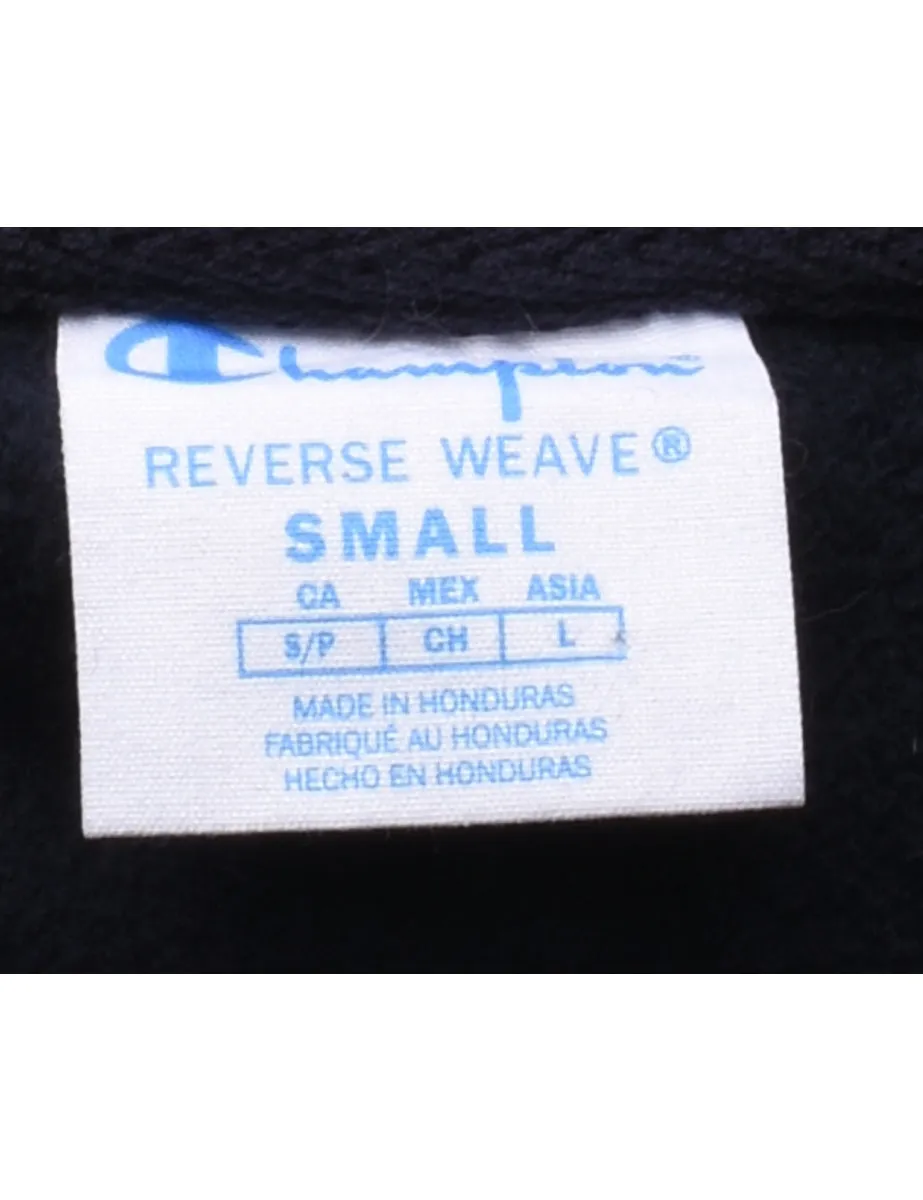 Champion
REVERSE WEAVE®
SMALL
CA MEX ASIA
S/P CH L
MADE IN HONDURAS
FABRIQUÉ AU HONDURAS
HECHO EN HONDURAS